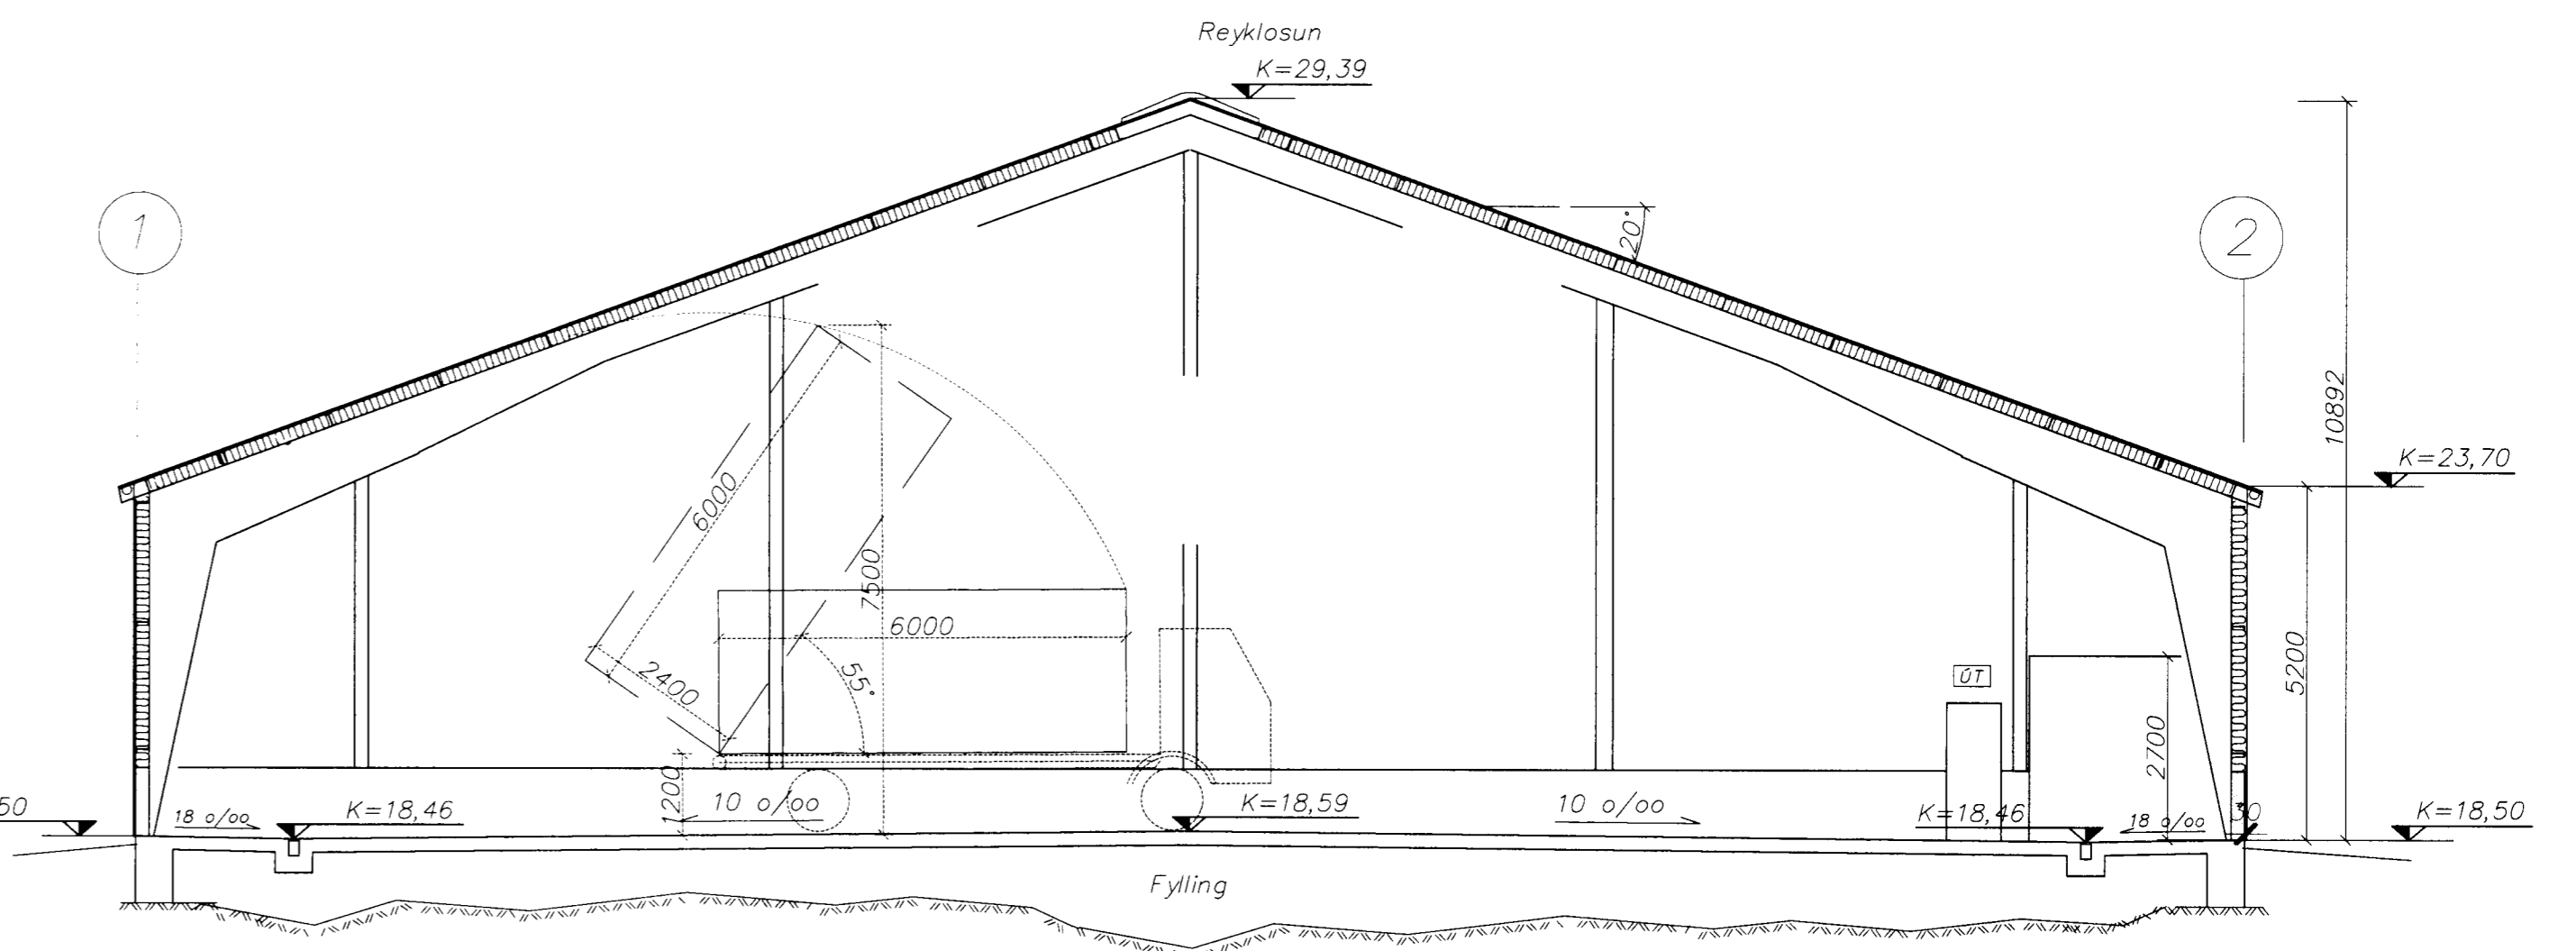 Reyklosun
K=29,39
1
2
20°
10892
K=23,70
6000
7500
6000
5200
2400
55°
ÚT
2700
1200
50
18 o/oo
K=18,46
10 o/oo
K=18,59
10 o/oo
K=18,46
18 o/oo
30
K=18,50
Fylling